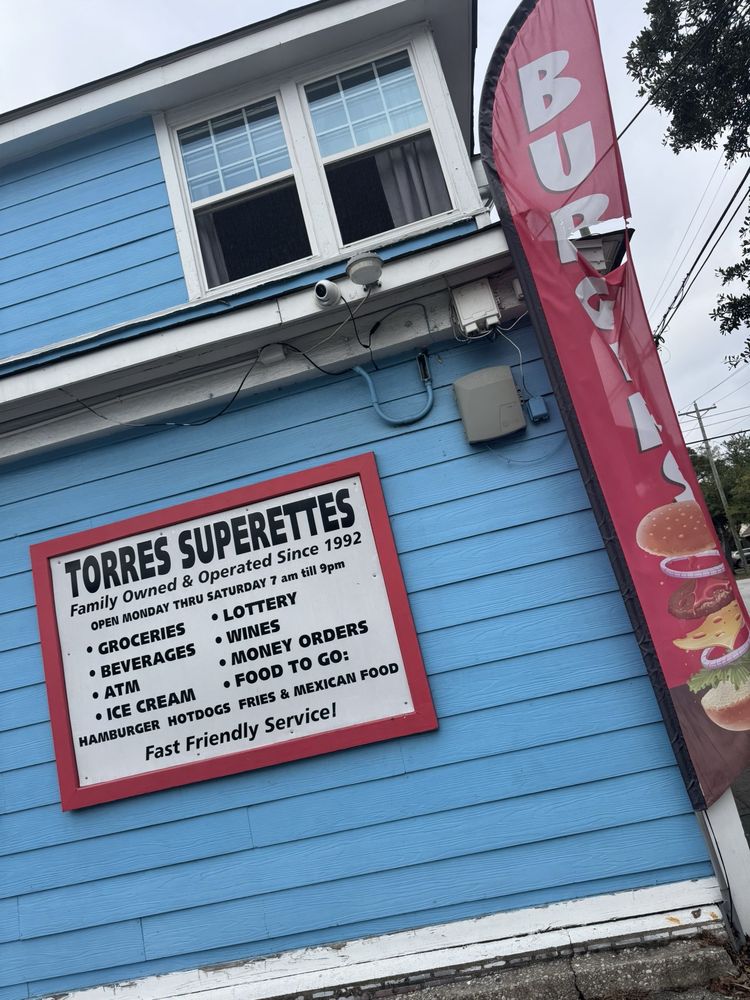 TORRES SUPERETTES
Family Owned & Operated Since 1992
OPEN MONDAY THRU SATURDAY 7 am till 9pm
• GROCERIES
• BEVERAGES
• ATM
• ICE CREAM
• LOTTERY
• WINES
• MONEY ORDERS
• FOOD TO GO:
HAMBURGER HOTDOGS FRIES & MEXICAN FOOD
Fast Friendly Service!
BURGERS